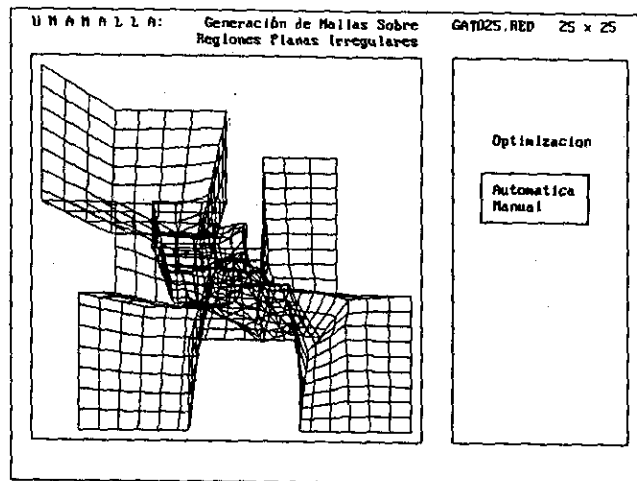 U N A M A L L A: Generación de Mallas Sobre GATO25.RED 25 x 25
Regiones Planas Irregulares
Optimizacion
Automatica
Manual